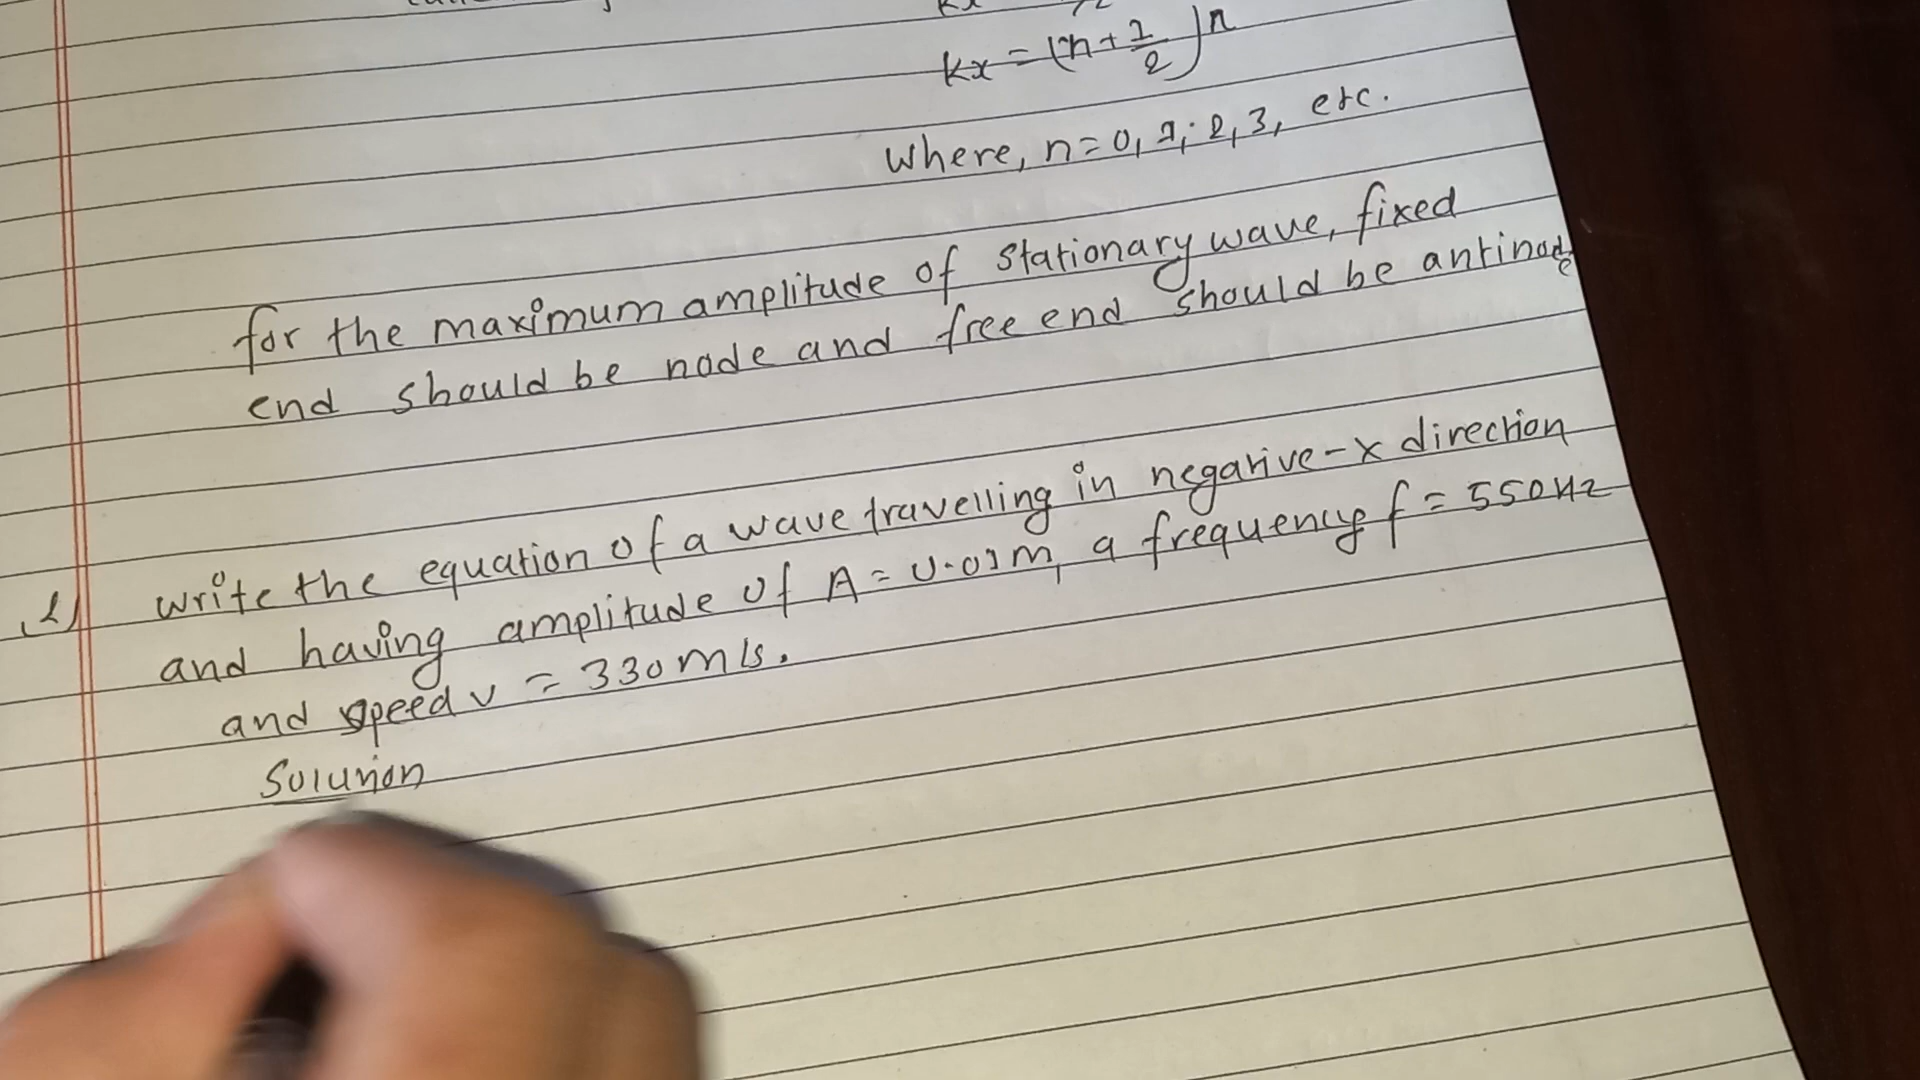 kx = (n + 1/2)π
where, n = 0, 1, 2, 3, etc.
for the maximum amplitude of stationary wave, fixed
end should be node and free end should be antinode
write the equation of a wave travelling in negative-x direction
and having amplitude of A = 0.01m, a frequency f = 550Hz
and speed v = 330m/s.
Solution